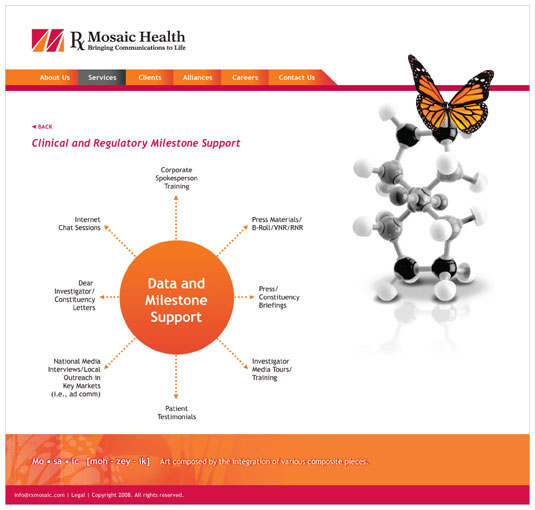 Rx Mosaic Health
Bringing Communications to Life
About Us Services Clients Alliances Careers Contact Us
◀ BACK
Clinical and Regulatory Milestone Support
Corporate
Spokesperson
Training
Internet
Chat Sessions
Press Materials/
B-Roll/VNR/RNR
Dear
Investigator/
Constituency
Letters
Data and
Milestone
Support
Press/
Constituency
Briefings
National Media
Interviews/Local
Outreach in
Key Markets
(i.e., ad comm)
Investigator
Media Tours/
Training
Patient
Testimonials
Mo • sa • ic [moh - zey - ik] Art composed by the integration of various composite pieces.
info@rxmosaic.com | Legal | Copyright 2008. All rights reserved.